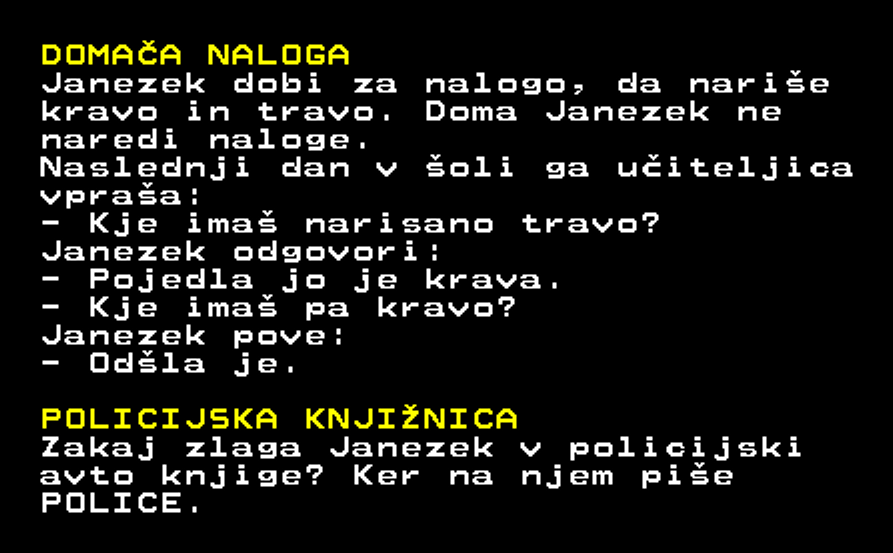 DOMAČA NALOGA
Janezek dobi za nalogo, da nariše
kravo in travo. Doma Janezek ne
naredi naloge.
Naslednji dan v šoli ga učiteljica
vpraša:
- Kje imaš narisano travo?
Janezek odgovori:
- Pojedla jo je krava.
- Kje imaš pa kravo?
Janezek pove:
- Odšla je.
POLICIJSKA KNJIŽNICA
Zakaj zlaga Janezek v policijski
avto knjige? Ker na njem piše
POLICE.